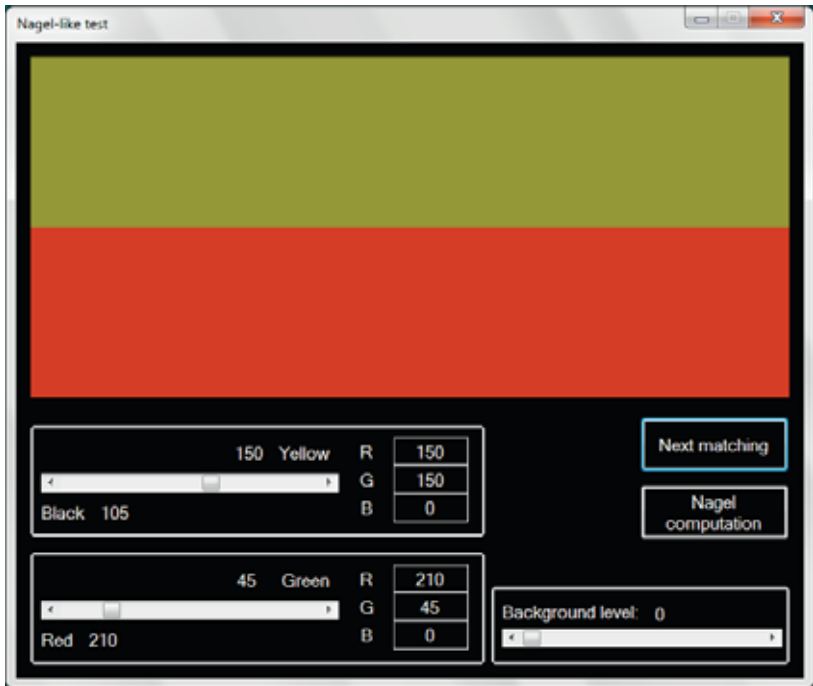 Nagel-like test
150 Yellow R 150
G 150
Black 105 B 0
Next matching
Nagel
computation
45 Green R 210
G 45
Red 210 B 0
Background level: 0